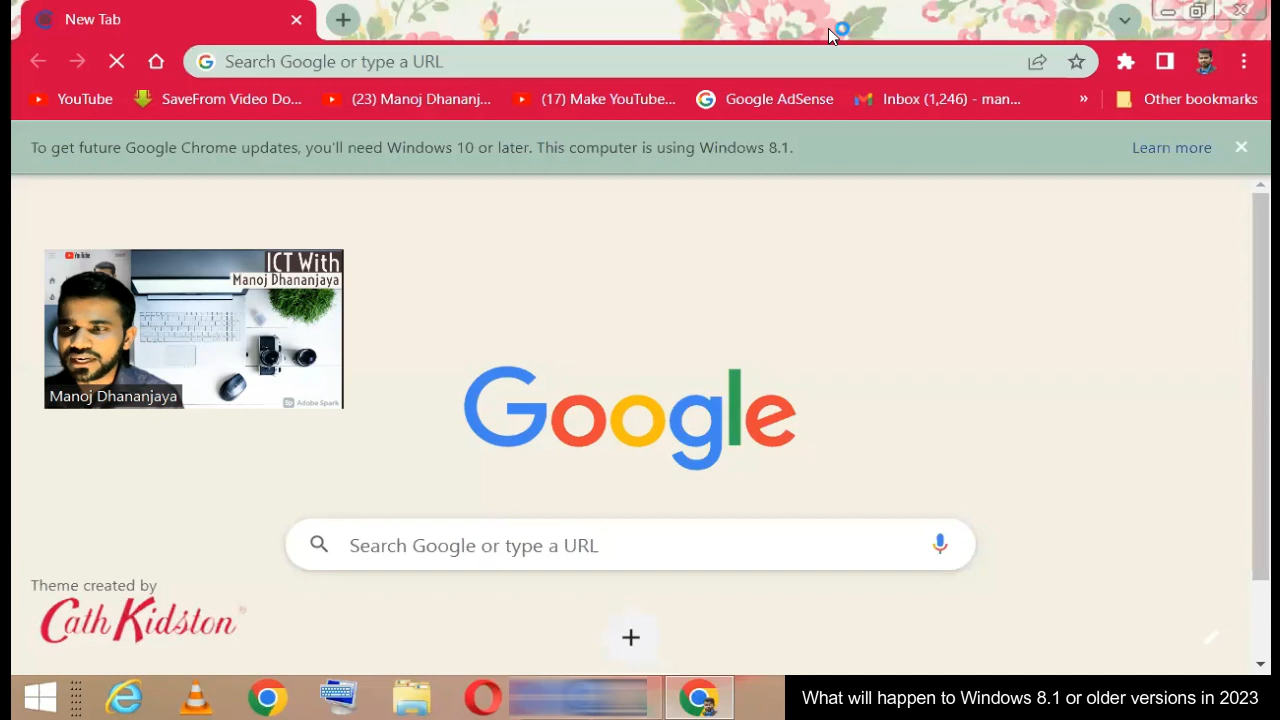 New Tab
Search Google or type a URL
YouTube
SaveFrom Video Do...
(23) Manoj Dhananj...
(17) Make YouTube...
Google AdSense
Inbox (1,246) - man...
»
Other bookmarks
To get future Google Chrome updates, you'll need Windows 10 or later. This computer is using Windows 8.1.
Learn more
YouTube
ICT With
Manoj Dhananjaya
Manoj Dhananjaya
Adobe Spark
Google
Search Google or type a URL
Theme created by
Cath Kidston
What will happen to Windows 8.1 or older versions in 2023